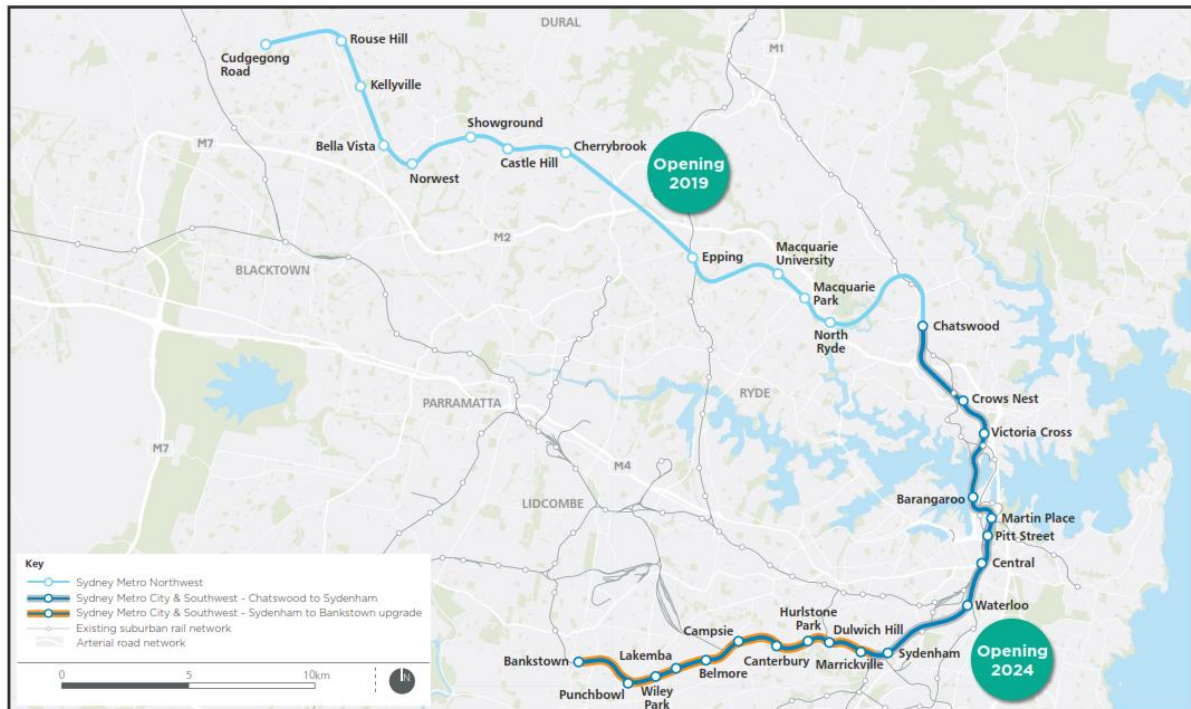 DURAL
M1
Rouse Hill
Cudgegong
Road
Kellyville
Showground
M7
Bella Vista
Castle Hill
Cherrybrook
Norwest
Opening
2019
M2
Epping
Macquarie
University
BLACKTOWN
Macquarie
Park
North
Ryde
Chatswood
RYDE
PARRAMATTA
Crows Nest
Victoria Cross
M7
M4
Barangaroo
LIDCOMBE
Martin Place
Pitt Street
Central
Waterloo
Hurlstone
Park
Dulwich Hill
Campsie
Lakemba
Bankstown
Canterbury
Marrickville
Sydenham
Belmore
Wiley
Park
Punchbowl
Opening
2024
Key
Sydney Metro Northwest
Sydney Metro City & Southwest - Chatswood to Sydenham
Sydney Metro City & Southwest - Sydenham to Bankstown upgrade
Existing suburban rail network
Arterial road network
0
5
10km
N